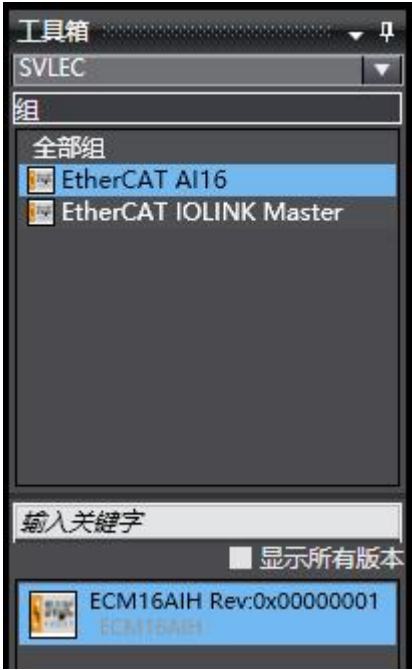 工具箱
SVLEC
组
全部组
EtherCAT AI16
EtherCAT IOLINK Master
输入关键字
显示所有版本
ECM16AIH Rev:0x00000001
ECM16AIH